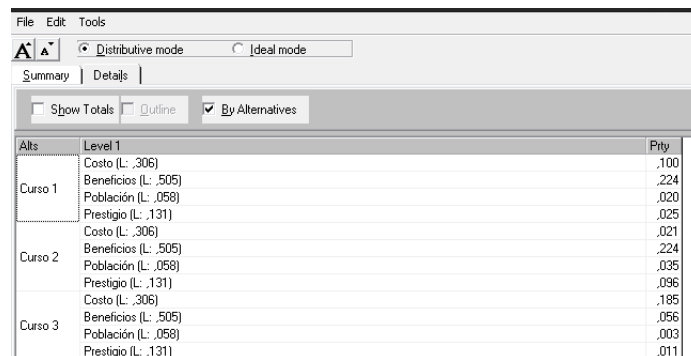 File Edit Tools
A A Distributive mode Ideal mode
Summary Details
Show Totals Outline By Alternatives
Alts Level 1 Prty
Curso 1
Costo (L: ,306) ,100
Beneficios (L: ,505) ,224
Población (L: ,058) ,020
Prestigio (L: ,131) ,025
Curso 2
Costo (L: ,306) ,021
Beneficios (L: ,505) ,224
Población (L: ,058) ,035
Prestigio (L: ,131) ,096
Curso 3
Costo (L: ,306) ,185
Beneficios (L: ,505) ,056
Población (L: ,058) ,003
Prestigio (L: ,131) ,011